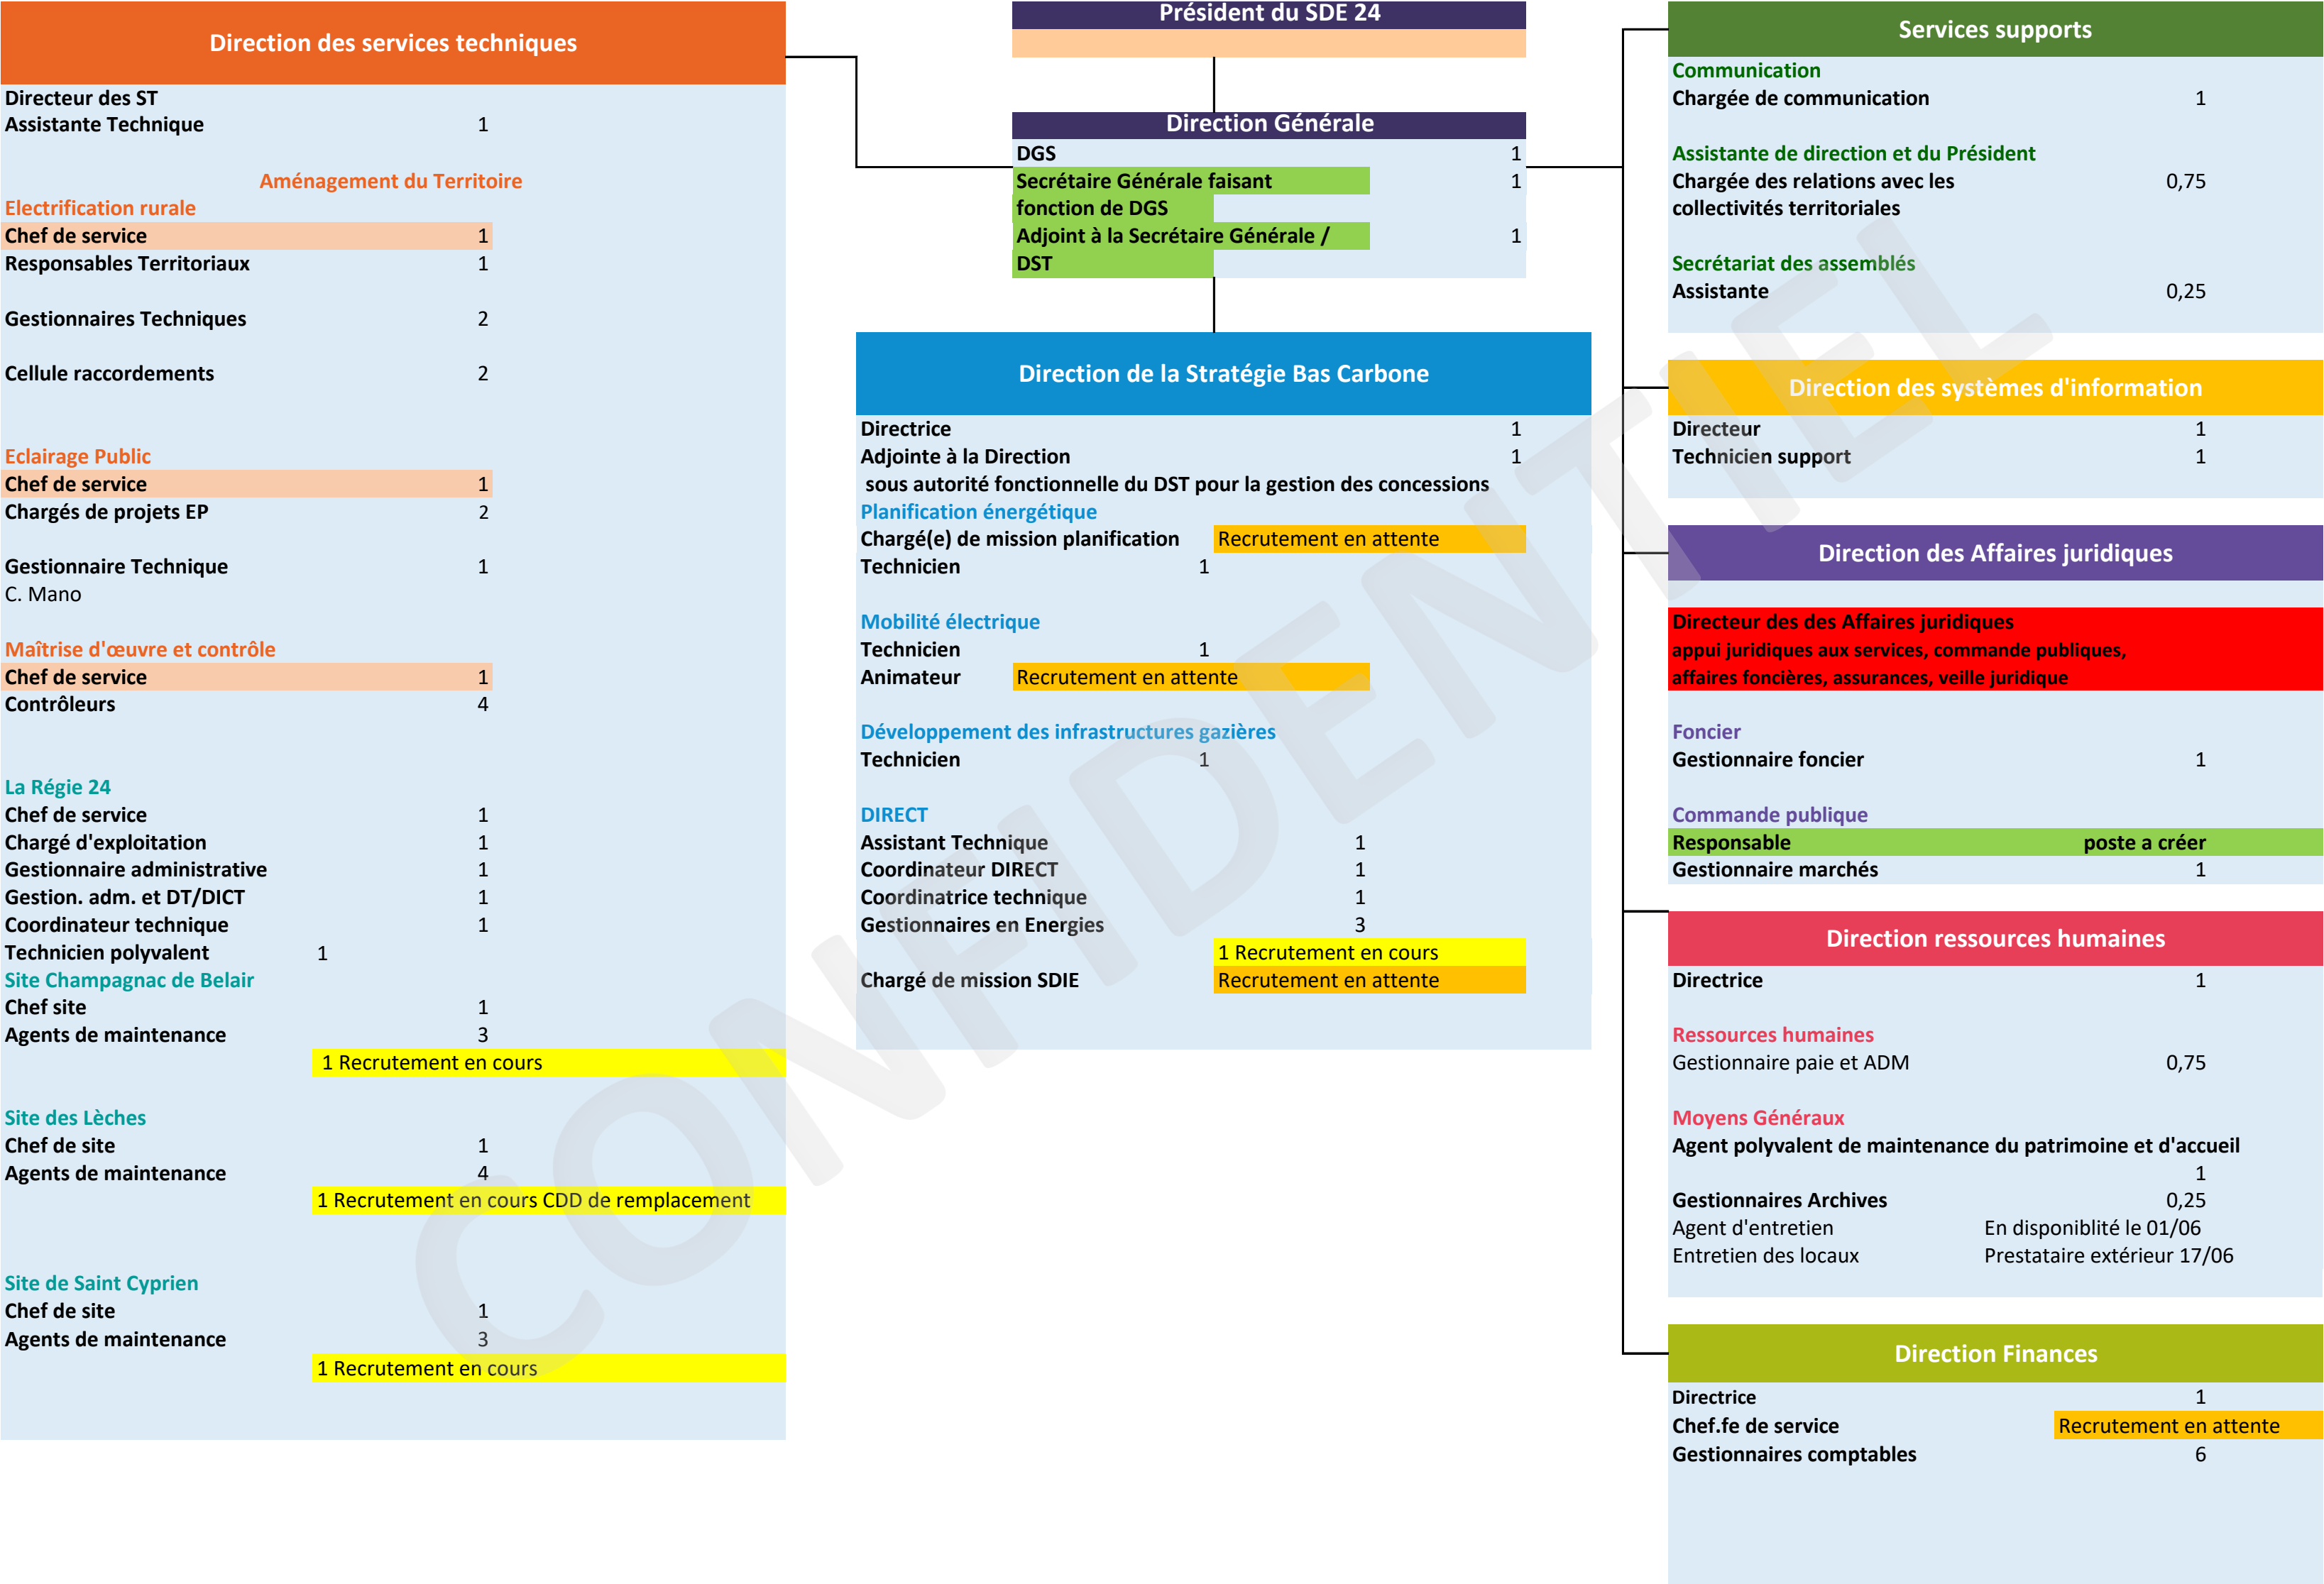 Direction des services techniques
Directeur des ST
Assistante Technique 1
Aménagement du Territoire
Electrification rurale
Chef de service 1
Responsables Territoriaux 1
Gestionnaires Techniques 2
Cellule raccordements 2
Eclairage Public
Chef de service 1
Chargés de projets EP 2
Gestionnaire Technique 1
C. Mano
Maîtrise d'œuvre et contrôle
Chef de service 1
Contrôleurs 4
La Régie 24
Chef de service 1
Chargé d'exploitation 1
Gestionnaire administrative 1
Gestion. adm. et DT/DICT 1
Coordinateur technique 1
Technicien polyvalent 1
Site Champagnac de Belair
Chef site 1
Agents de maintenance 3
1 Recrutement en cours
Site des Lèches
Chef de site 1
Agents de maintenance 4
1 Recrutement en cours CDD de remplacement
Site de Saint Cyprien
Chef de site 1
Agents de maintenance 3
1 Recrutement en cours
Président du SDE 24
Direction Générale
DGS 1
Secrétaire Générale faisant 1
fonction de DGS
Adjoint à la Secrétaire Générale / 1
DST
Direction de la Stratégie Bas Carbone
Directrice 1
Adjointe à la Direction 1
sous autorité fonctionnelle du DST pour la gestion des concessions
Planification énergétique
Chargé(e) de mission planification Recrutement en attente
Technicien 1
Mobilité électrique
Technicien 1
Animateur Recrutement en attente
Développement des infrastructures gazières
Technicien 1
DIRECT
Assistant Technique 1
Coordinateur DIRECT 1
Coordinatrice technique 1
Gestionnaires en Energies 3
1 Recrutement en cours
Chargé de mission SDIE Recrutement en attente
Services supports
Communication
Chargée de communication 1
Assistante de direction et du Président
Chargée des relations avec les 0,75
collectivités territoriales
Secrétariat des assemblés
Assistante 0,25
Direction des systèmes d'information
Directeur 1
Technicien support 1
Direction des Affaires juridiques
Directeur des des Affaires juridiques
appui juridiques aux services, commande publiques,
affaires foncières, assurances, veille juridique
Foncier
Gestionnaire foncier 1
Commande publique
Responsable poste a créer
Gestionnaire marchés 1
Direction ressources humaines
Directrice 1
Ressources humaines
Gestionnaire paie et ADM 0,75
Moyens Généraux
Agent polyvalent de maintenance du patrimoine et d'accueil
1
Gestionnaires Archives 0,25
Agent d'entretien En disponiblité le 01/06
Entretien des locaux Prestataire extérieur 17/06
Direction Finances
Directrice 1
Chef.fe de service Recrutement en attente
Gestionnaires comptables 6
CONFIDENTIEL